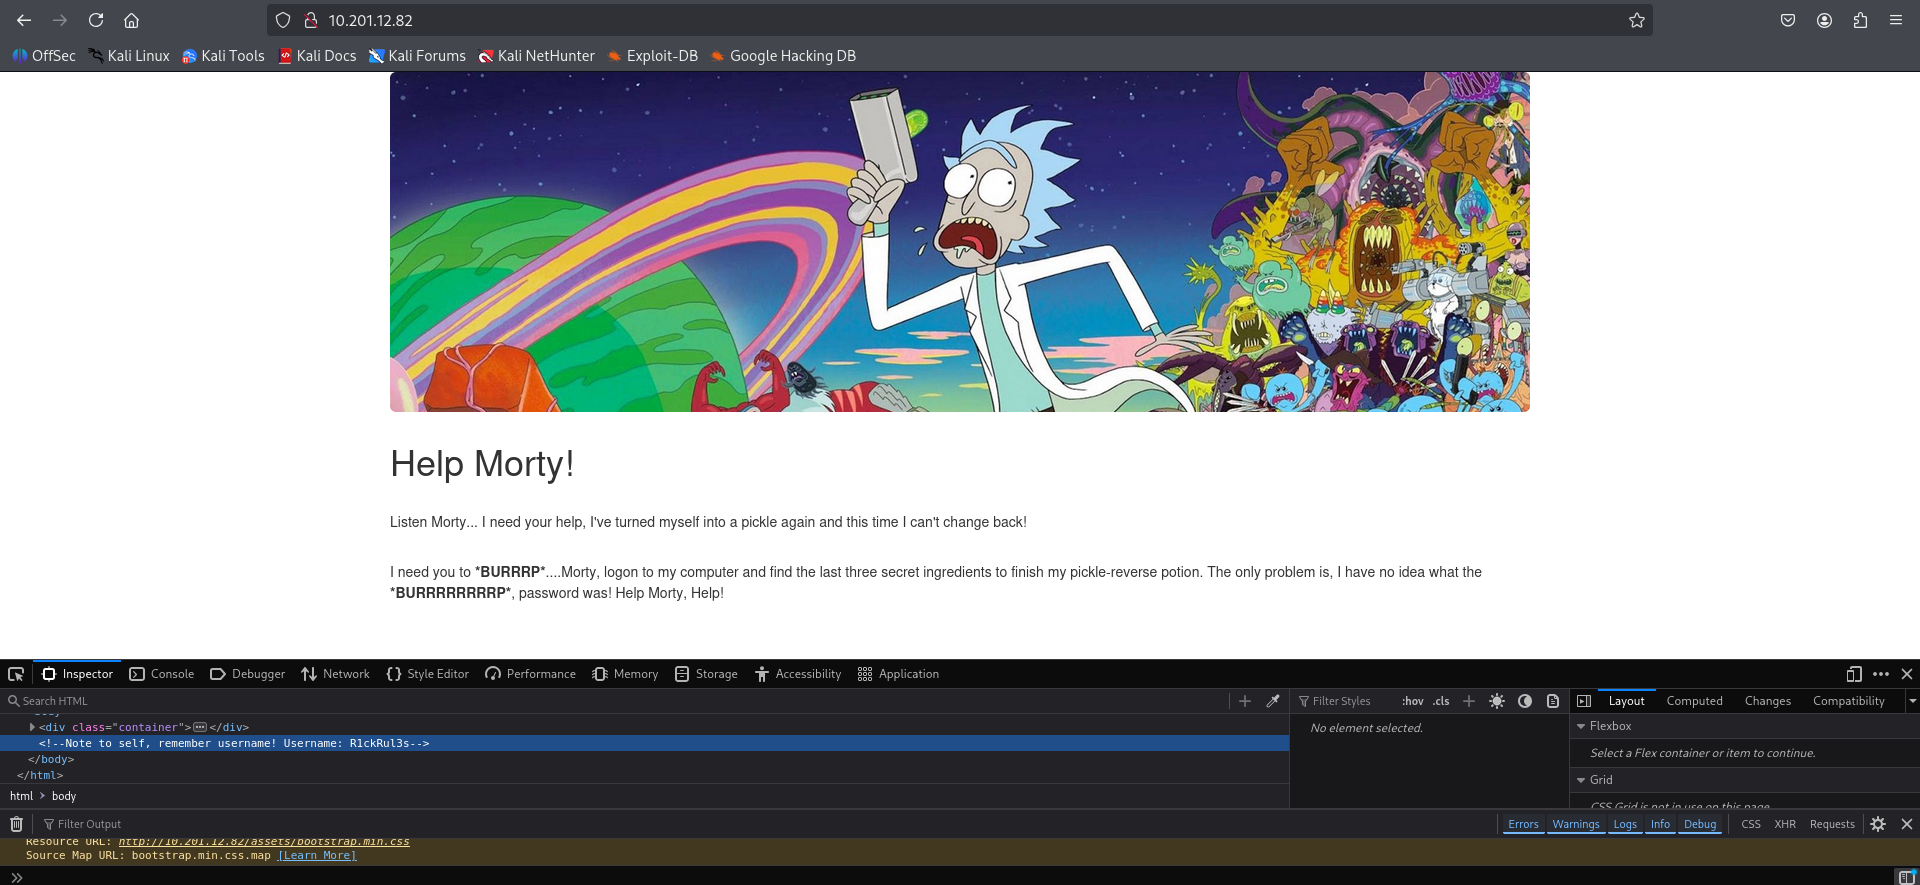 10.201.12.82
OffSec Kali Linux Kali Tools Kali Docs Kali Forums Kali NetHunter Exploit-DB Google Hacking DB
Help Morty!
Listen Morty... I need your help, I've turned myself into a pickle again and this time I can't change back!
I need you to *BURRRP*....Morty, logon to my computer and find the last three secret ingredients to finish my pickle-reverse potion. The only problem is, I have no idea what the
*BURRRRRRRRP*, password was! Help Morty, Help!
Inspector Console Debugger Network Style Editor Performance Memory Storage Accessibility Application
Search HTML
Filter Styles :hov .cls
Layout Computed Changes Compatibility
<div class="container"></div>
<!--Note to self, remember username! Username: R1ckRul3s-->
</body>
</html>
html > body
No element selected.
Flexbox
Select a Flex container or item to continue.
Grid
CSS Grid is not in use on this page
Filter Output
Errors Warnings Logs Info Debug CSS XHR Requests
Resource URL: http://10.201.12.82/assets/bootstrap.min.css
Source Map URL: bootstrap.min.css.map [Learn More]